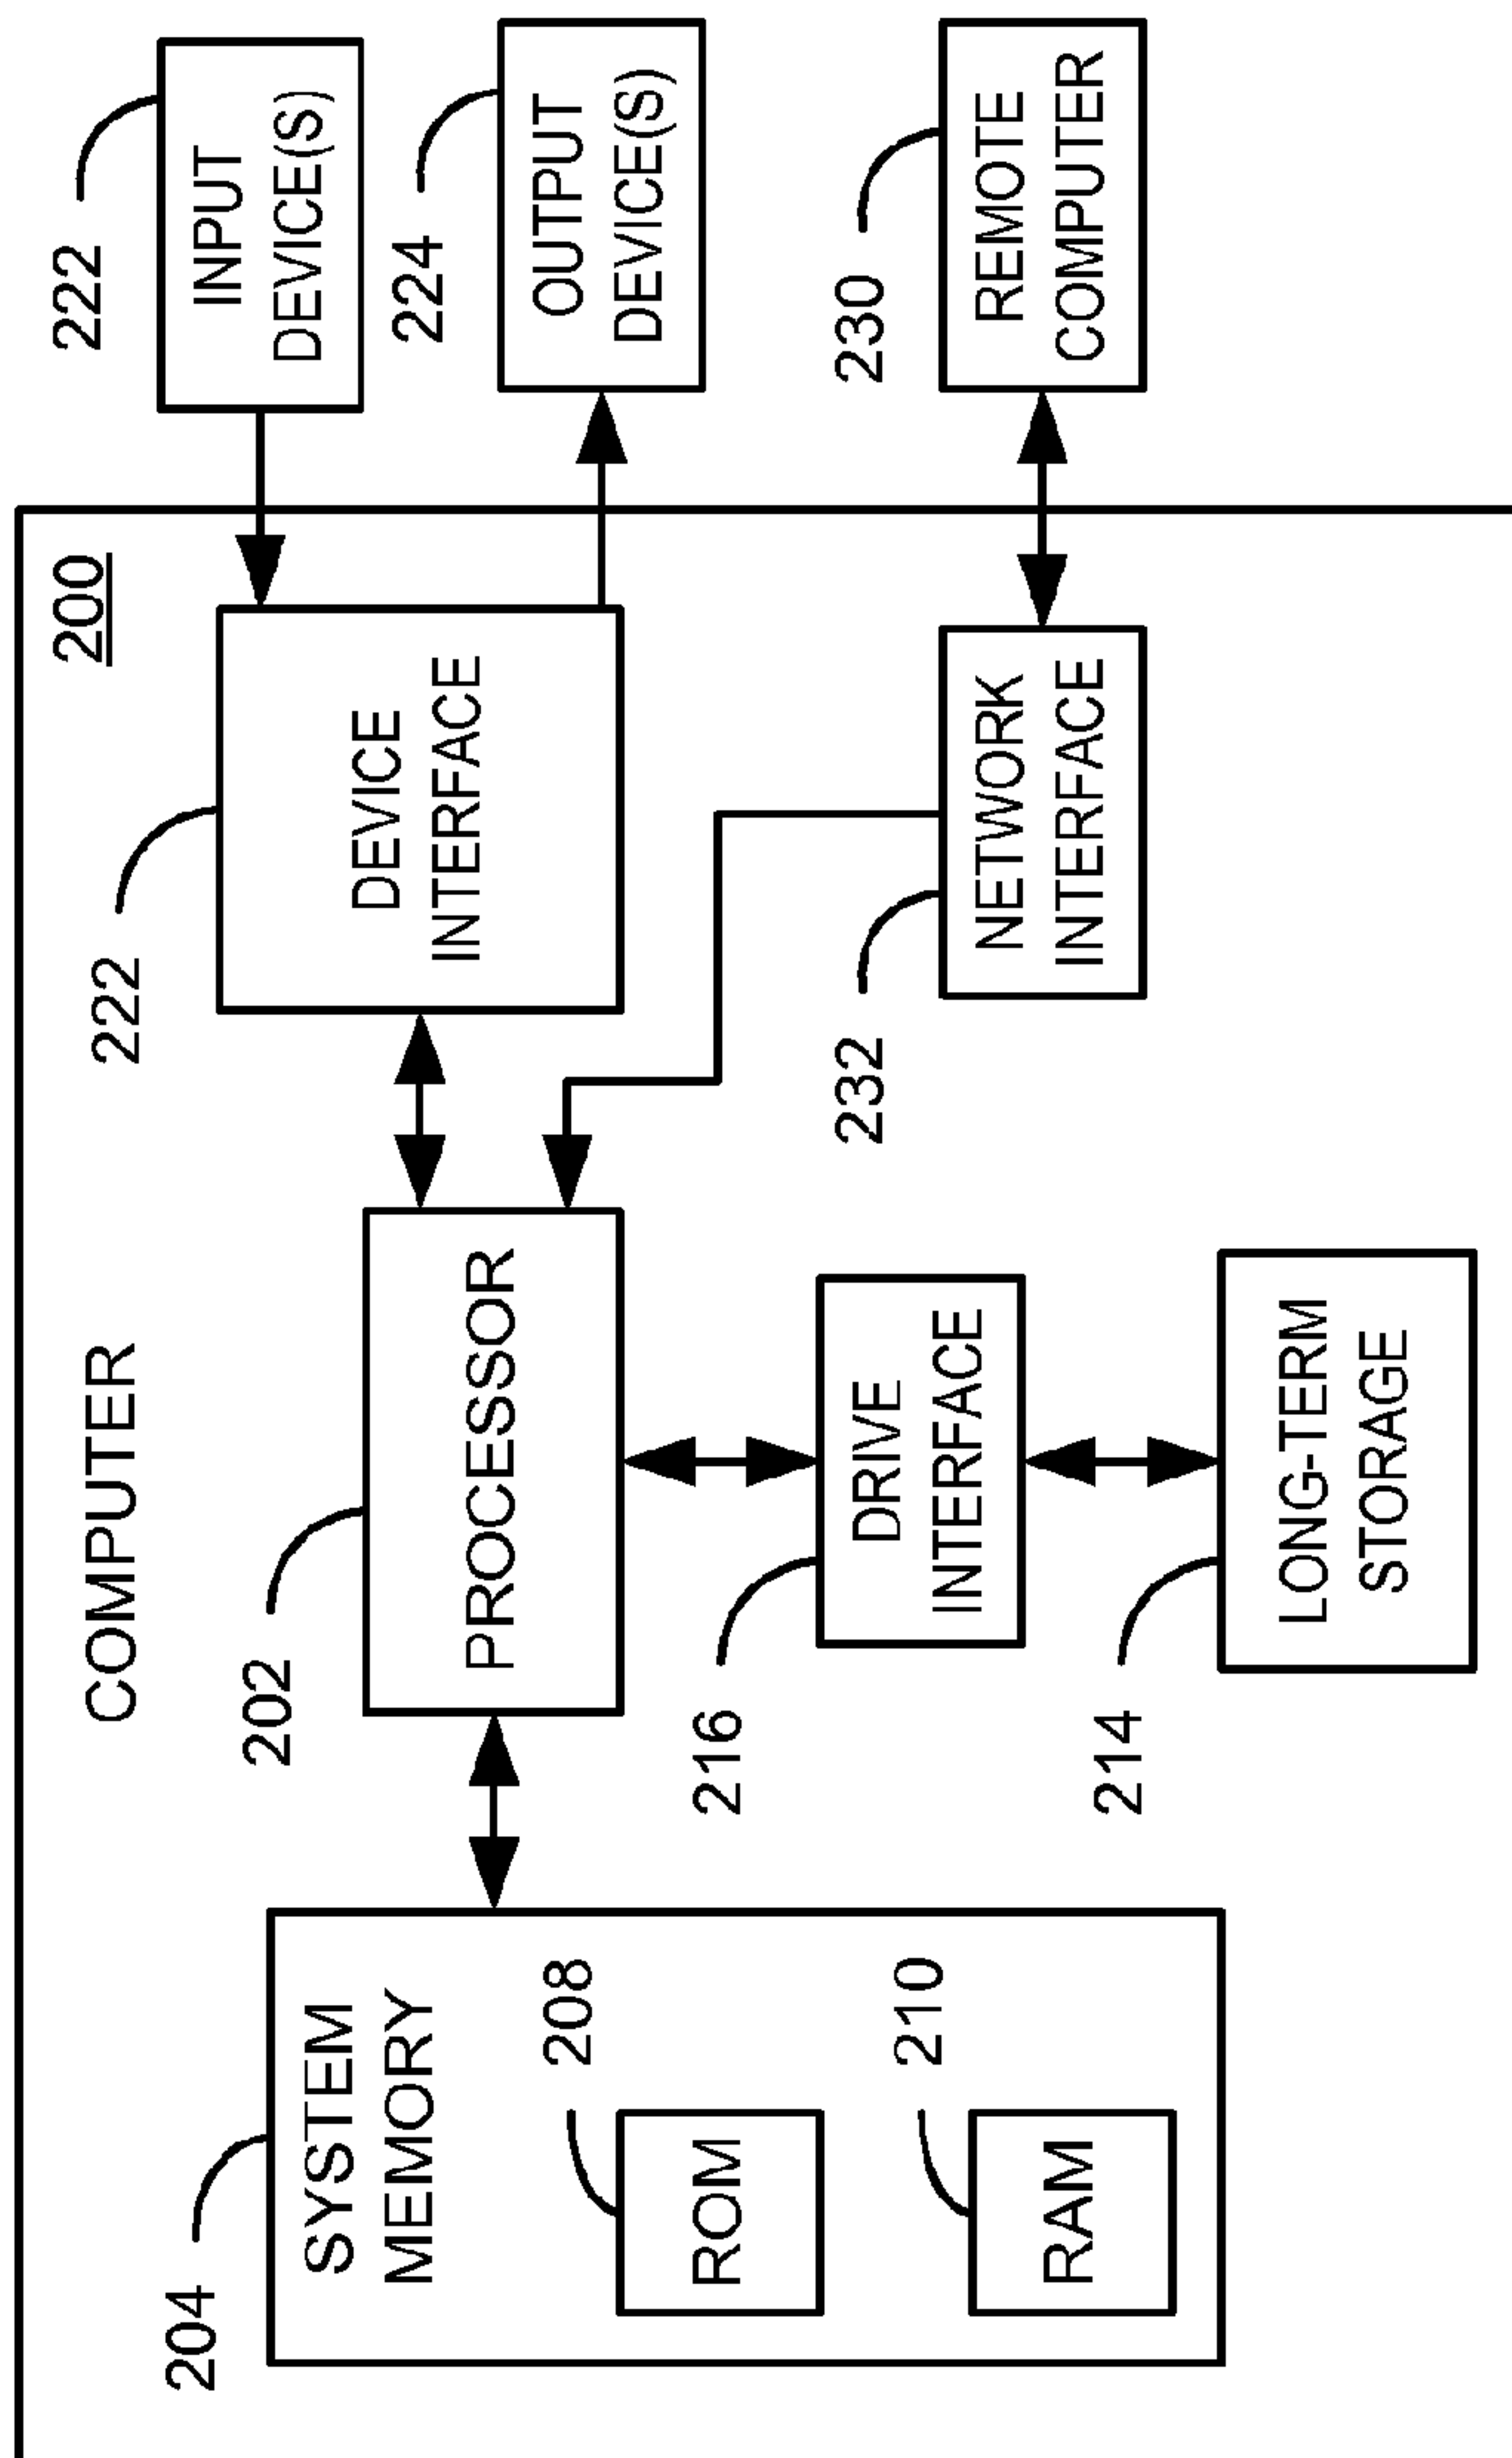 COMPUTER
200
204
SYSTEM
MEMORY
208
ROM
210
RAM
202
PROCESSOR
216
DRIVE
INTERFACE
214
LONG-TERM
STORAGE
222
DEVICE
INTERFACE
232
NETWORK
INTERFACE
222
INPUT
DEVICE(S)
224
OUTPUT
DEVICE(S)
230
REMOTE
COMPUTER